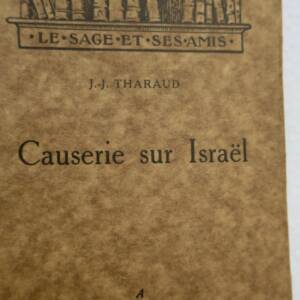 ·LE·SAGE·ET·SES·AMIS·
J.-J. THARAUD
Causerie sur Israël
A